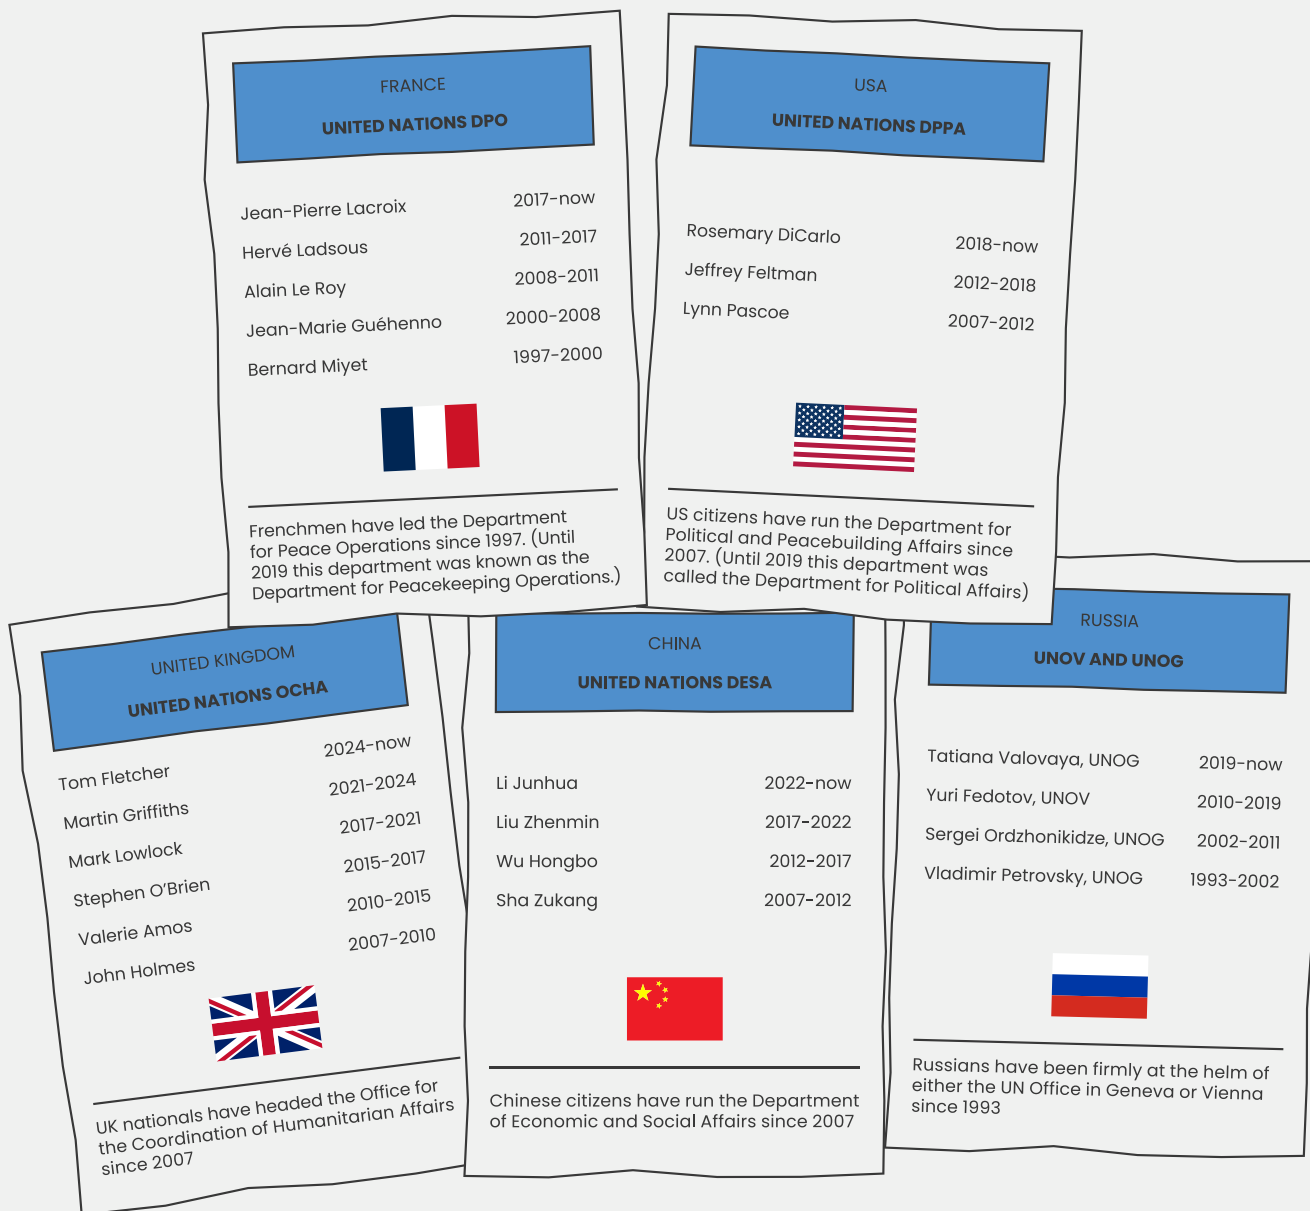 FRANCE
UNITED NATIONS DPO
Jean-Pierre Lacroix 2017-now
Hervé Ladsous 2011-2017
Alain Le Roy 2008-2011
Jean-Marie Guéhenno 2000-2008
Bernard Miyet 1997-2000
Frenchmen have led the Department
for Peace Operations since 1997. (Until
2019 this department was known as the
Department for Peacekeeping Operations.)
USA
UNITED NATIONS DPPA
Rosemary DiCarlo 2018-now
Jeffrey Feltman 2012-2018
Lynn Pascoe 2007-2012
US citizens have run the Department for
Political and Peacebuilding Affairs since
2007. (Until 2019 this department was
called the Department for Political Affairs)
UNITED KINGDOM
UNITED NATIONS OCHA
Tom Fletcher 2024-now
Martin Griffiths 2021-2024
Mark Lowlock 2017-2021
Stephen O'Brien 2015-2017
Valerie Amos 2010-2015
John Holmes 2007-2010
UK nationals have headed the Office for
the Coordination of Humanitarian Affairs
since 2007
CHINA
UNITED NATIONS DESA
Li Junhua 2022-now
Liu Zhenmin 2017-2022
Wu Hongbo 2012-2017
Sha Zukang 2007-2012
Chinese citizens have run the Department
of Economic and Social Affairs since 2007
RUSSIA
UNOV AND UNOG
Tatiana Valovaya, UNOG 2019-now
Yuri Fedotov, UNOV 2010-2019
Sergei Ordzhonikidze, UNOG 2002-2011
Vladimir Petrovsky, UNOG 1993-2002
Russians have been firmly at the helm of
either the UN Office in Geneva or Vienna
since 1993